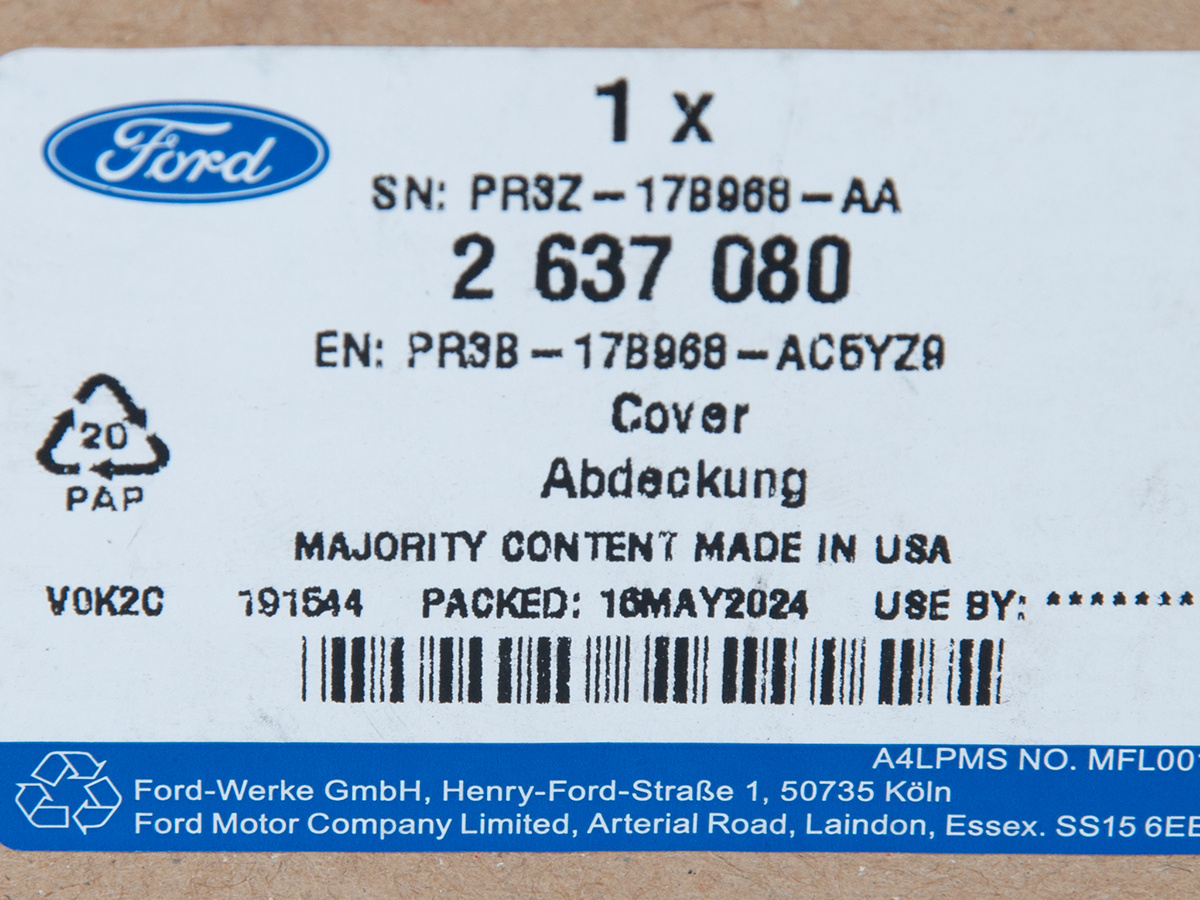 Ford
1 x
SN: PR3Z-17B968-AA
2 637 080
EN: PR3B-17B968-AC5YZ9
Cover
Abdeckung
20
PAP
MAJORITY CONTENT MADE IN USA
V0K2C 191544 PACKED: 16MAY2024 USE BY: *******
A4LPMS NO. MFL001
Ford-Werke GmbH, Henry-Ford-Straße 1, 50735 Köln
Ford Motor Company Limited, Arterial Road, Laindon, Essex. SS15 6EE